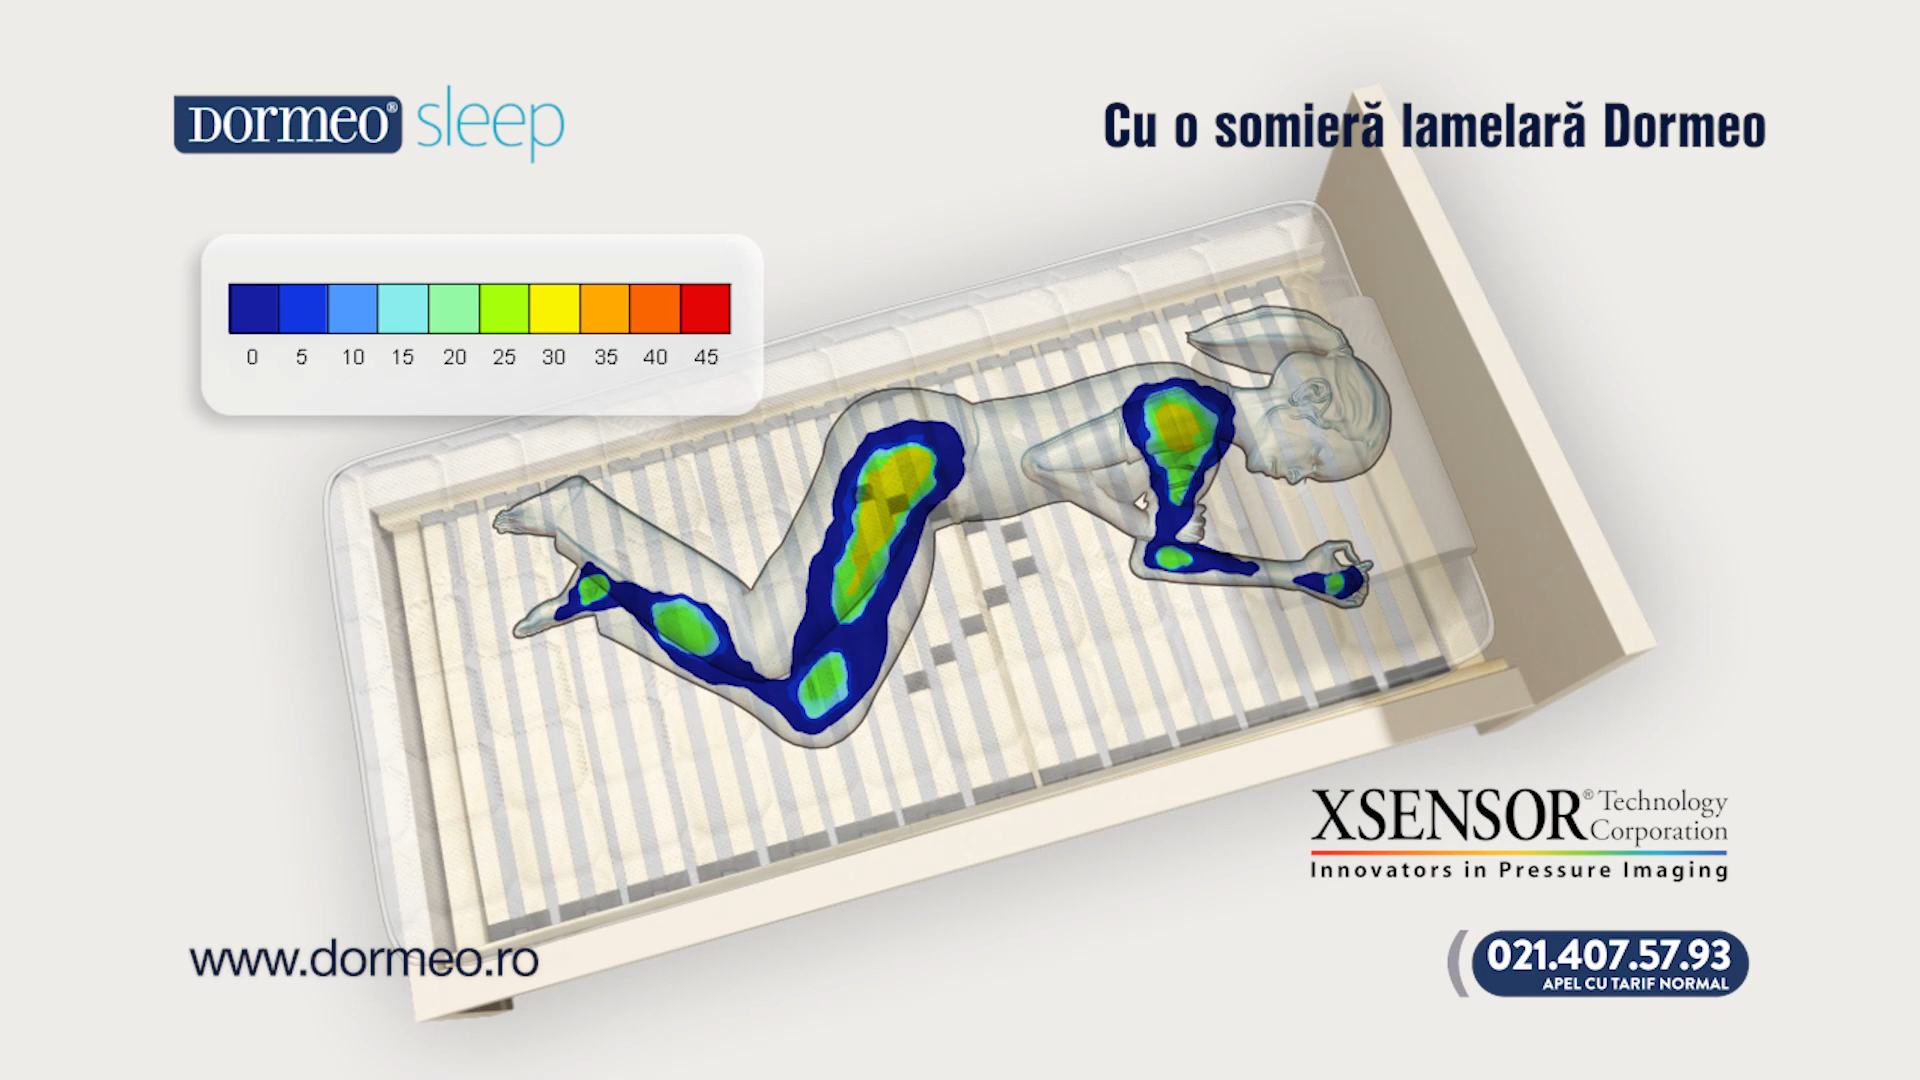 DORMEO® sleep
Cu o somieră lamelară Dormeo
0 5 10 15 20 25 30 35 40 45
XSENSOR® Technology Corporation
Innovators in Pressure Imaging
www.dormeo.ro
021.407.57.93
APEL CU TARIF NORMAL